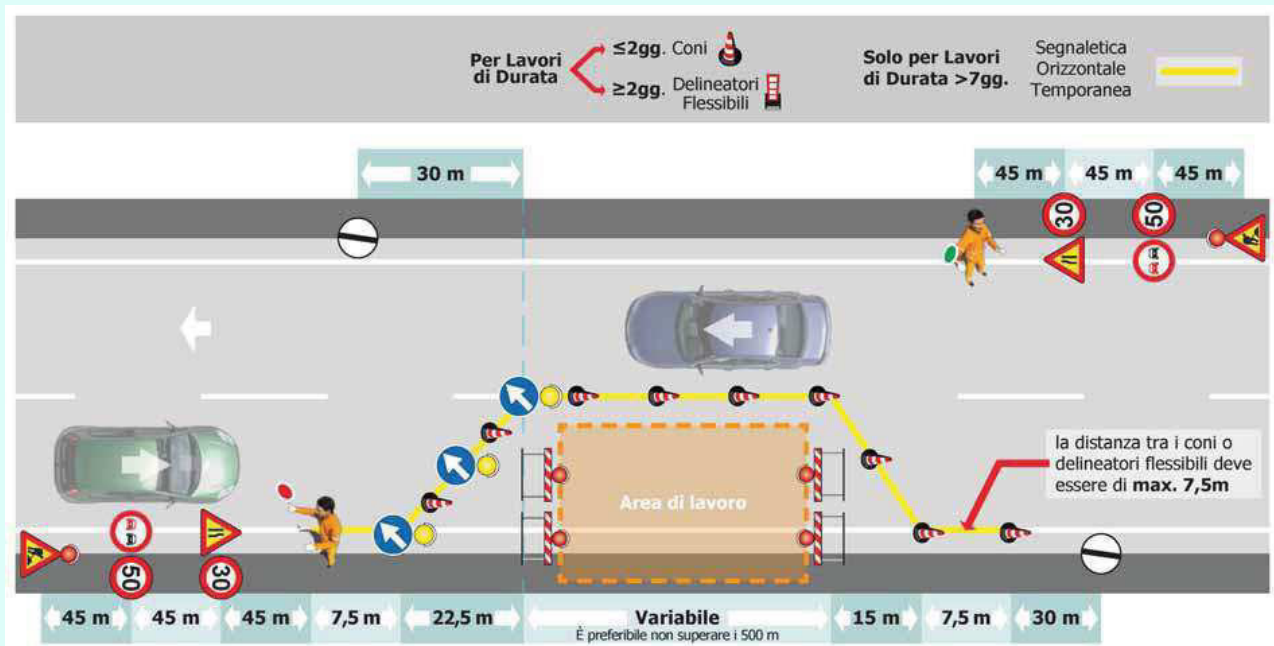 Per Lavori
di Durata
≤2gg. Coni
≥2gg. Delineatori
Flessibili
Solo per Lavori
di Durata >7gg.
Segnaletica
Orizzontale
Temporanea
30 m
45 m
45 m
45 m
30
50
la distanza tra i coni o
delineatori flessibili deve
essere di max. 7,5m
Area di lavoro
50
30
45 m
45 m
45 m
7,5 m
22,5 m
Variabile
È preferibile non superare i 500 m
15 m
7,5 m
30 m